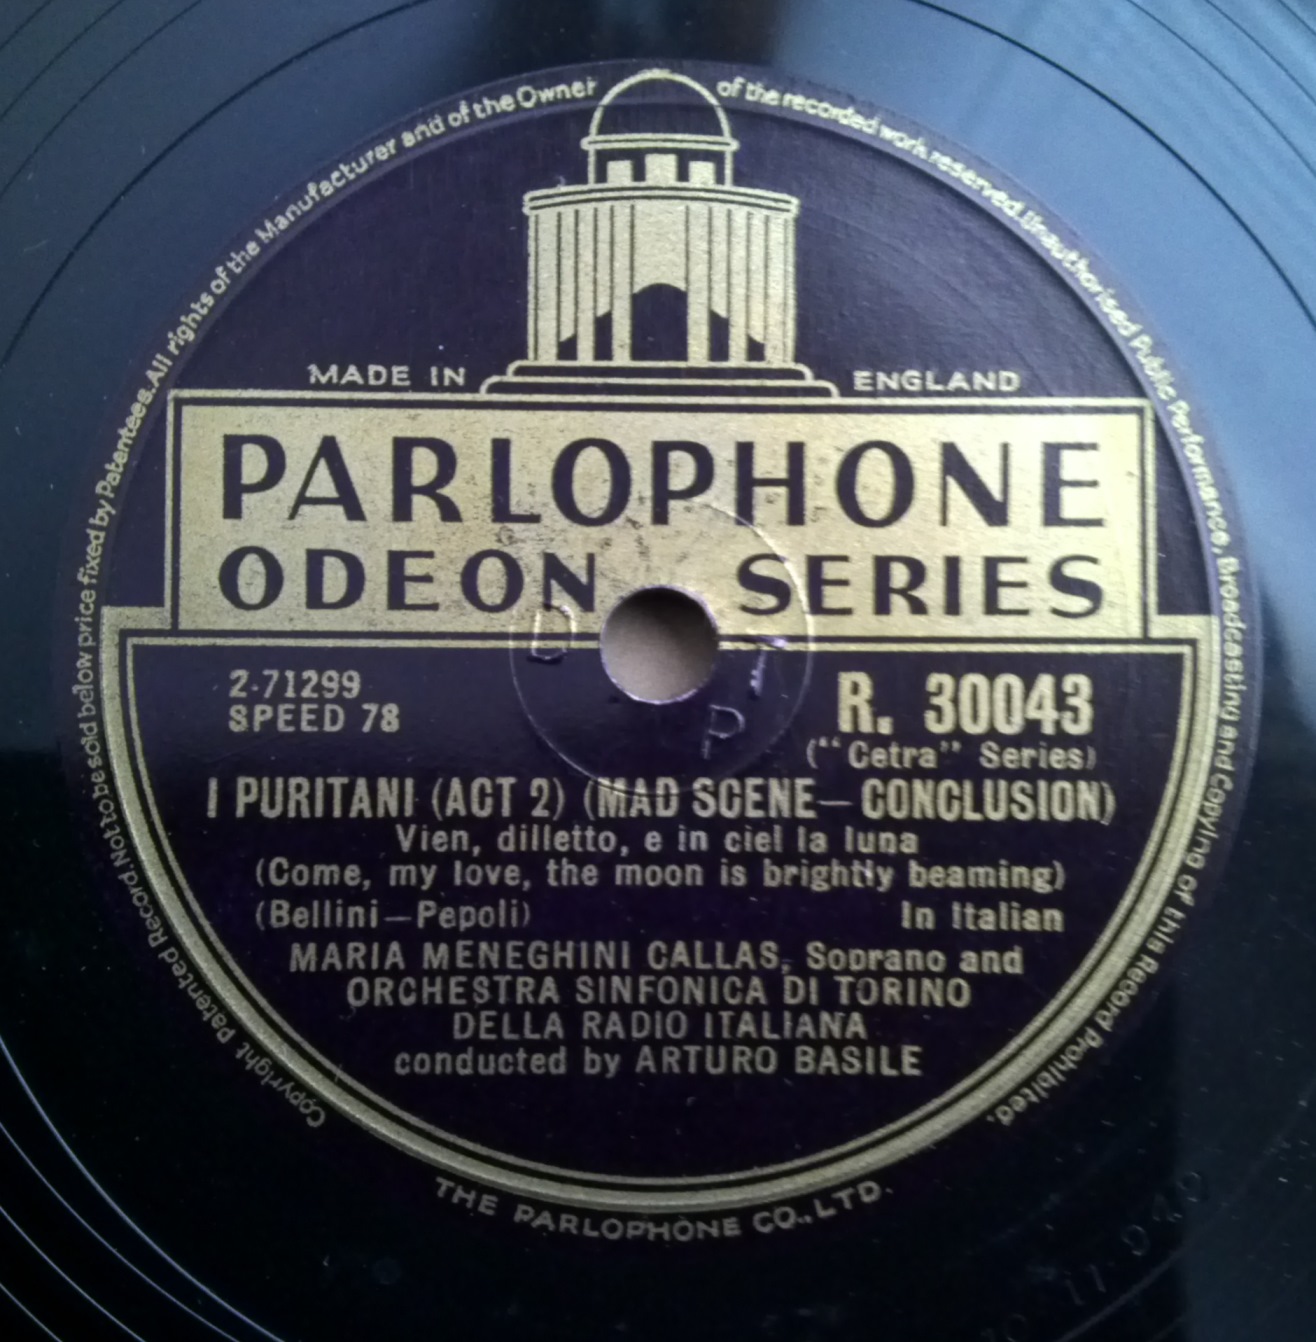 Copyright Patented Record. Not to be sold below price fixed by Patentees. All rights of the Manufacturer and of the Owner of the recorded work reserved. Unauthorised Public Performance, Broadcasting and Copying of this Record Prohibited.
MADE IN ENGLAND
PARLOPHONE
ODEON SERIES
D T
P
2-71299
SPEED 78
R. 30043
("Cetra" Series)
I PURITANI (ACT 2) (MAD SCENE — CONCLUSION)
Vien, dilletto, e in ciel la luna
(Come, my love, the moon is brightly beaming)
(Bellini—Pepoli) In Italian
MARIA MENEGHINI CALLAS, Soprano and
ORCHESTRA SINFONICA DI TORINO
DELLA RADIO ITALIANA
conducted by ARTURO BASILE
THE PARLOPHONE CO., LTD.